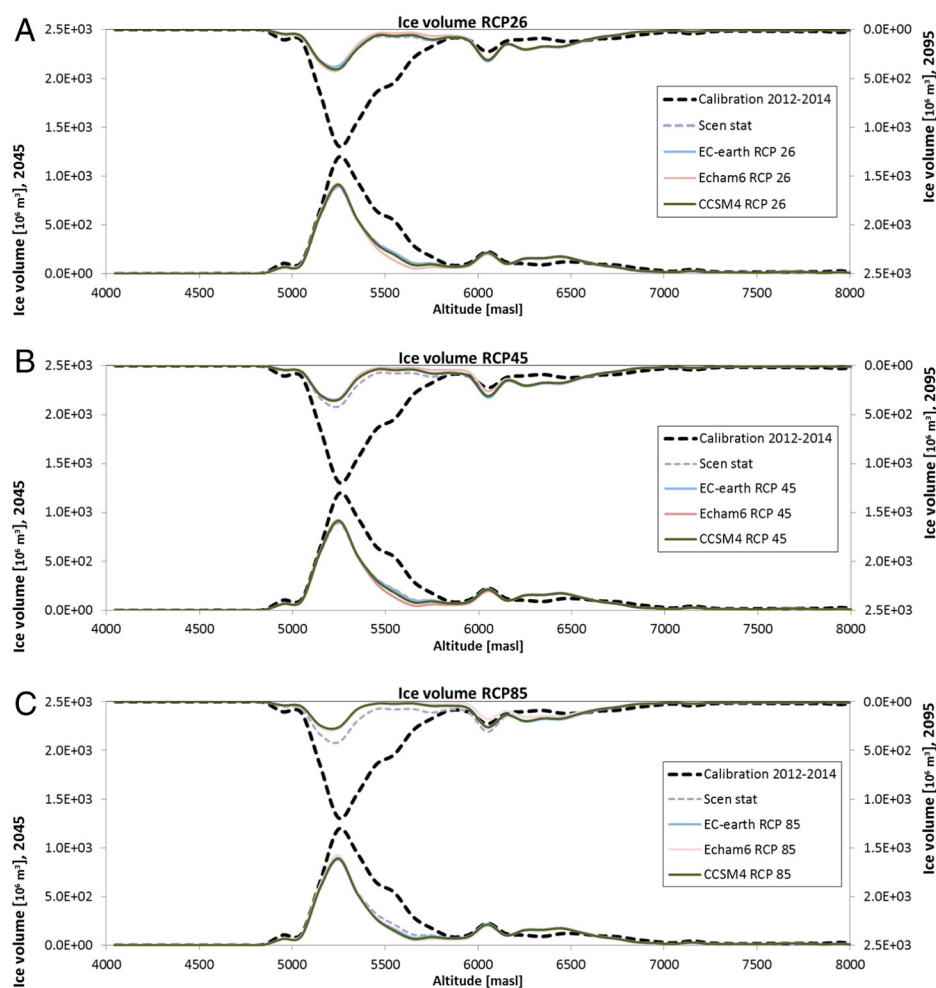 A
Ice volume RCP26
2.5E+03
2.0E+03
1.5E+03
1.0E+03
5.0E+02
0.0E+00
Ice volume [10⁶ m³], 2045
0.0E+00
5.0E+02
1.0E+03
1.5E+03
2.0E+03
2.5E+03
Ice volume [10⁶ m³], 2095
Calibration 2012-2014
Scen stat
EC-earth RCP 26
Echam6 RCP 26
CCSM4 RCP 26
4000 4500 5000 5500 6000 6500 7000 7500 8000
Altitude [masl]
B
Ice volume RCP45
2.5E+03
2.0E+03
1.5E+03
1.0E+03
5.0E+02
0.0E+00
Ice volume [10⁶ m³], 2045
0.0E+00
5.0E+02
1.0E+03
1.5E+03
2.0E+03
2.5E+03
Ice volume [10⁶ m³], 2095
Calibration 2012-2014
Scen stat
EC-earth RCP 45
Echam6 RCP 45
CCSM4 RCP 45
4000 4500 5000 5500 6000 6500 7000 7500 8000
Altitude [masl]
C
Ice volume RCP85
2.5E+03
2.0E+03
1.5E+03
1.0E+03
5.0E+02
0.0E+00
Ice volume [10⁶ m³], 2045
0.0E+00
5.0E+02
1.0E+03
1.5E+03
2.0E+03
2.5E+03
Ice volume [10⁶ m³], 2095
Calibration 2012-2014
Scen stat
EC-earth RCP 85
Echam6 RCP 85
CCSM4 RCP 85
4000 4500 5000 5500 6000 6500 7000 7500 8000
Altitude [masl]